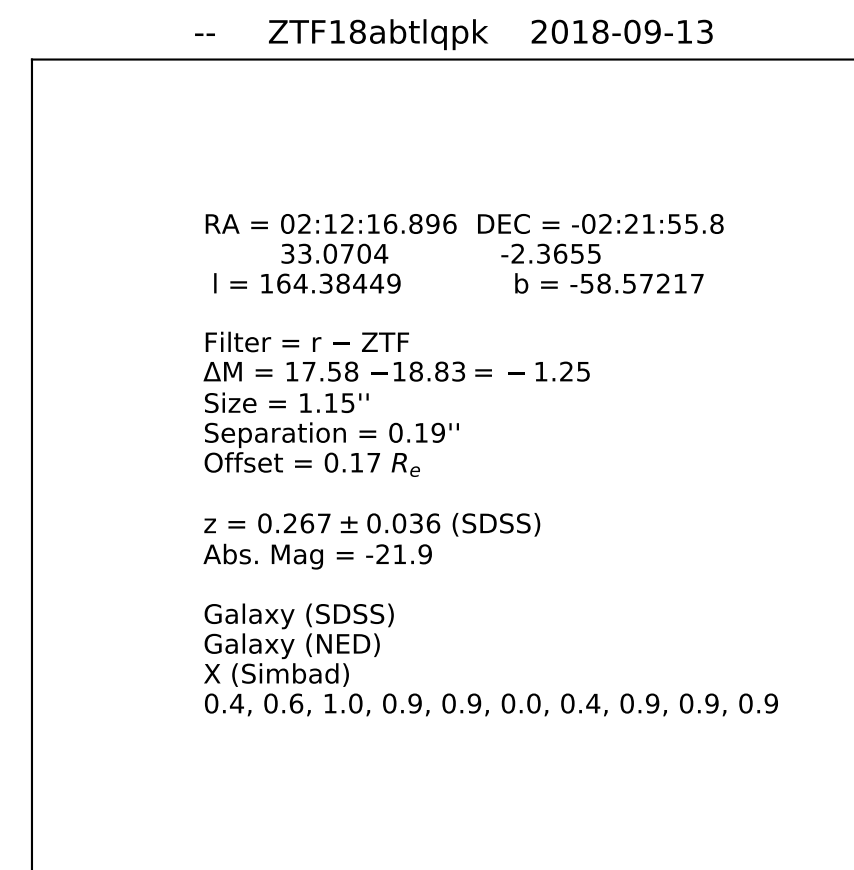 -- ZTF18abtlqpk 2018-09-13
RA = 02:12:16.896 DEC = -02:21:55.8
33.0704 -2.3655
l = 164.38449 b = -58.57217
Filter = r − ZTF
ΔM = 17.58 −18.83 = − 1.25
Size = 1.15''
Separation = 0.19''
Offset = 0.17 Rₑ
z = 0.267 ± 0.036 (SDSS)
Abs. Mag = -21.9
Galaxy (SDSS)
Galaxy (NED)
X (Simbad)
0.4, 0.6, 1.0, 0.9, 0.9, 0.0, 0.4, 0.9, 0.9, 0.9